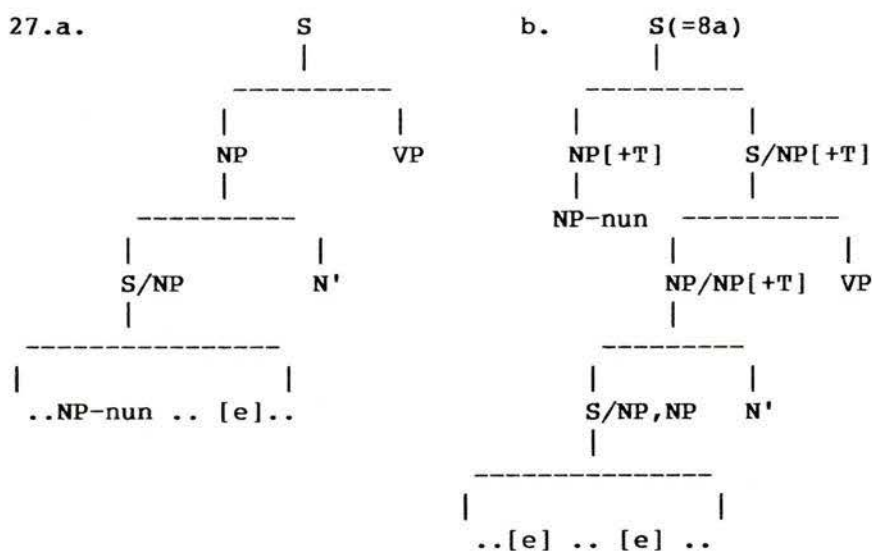 27.a. S b. S(=8a)
NP VP NP[+T] S/NP[+T]
NP-nun
S/NP N' NP/NP[+T] VP
..NP-nun .. [e].. S/NP,NP N'
..[e] .. [e] ..